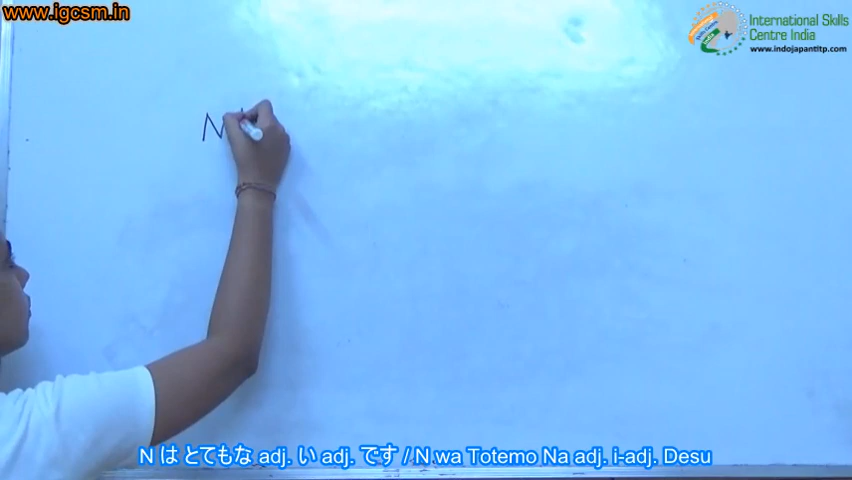 www.igcsm.in
International Skills
Centre India
www.indojapantitp.com
N
N は とてもな adj. い adj. です / N wa Totemo Na adj. i-adj. Desu